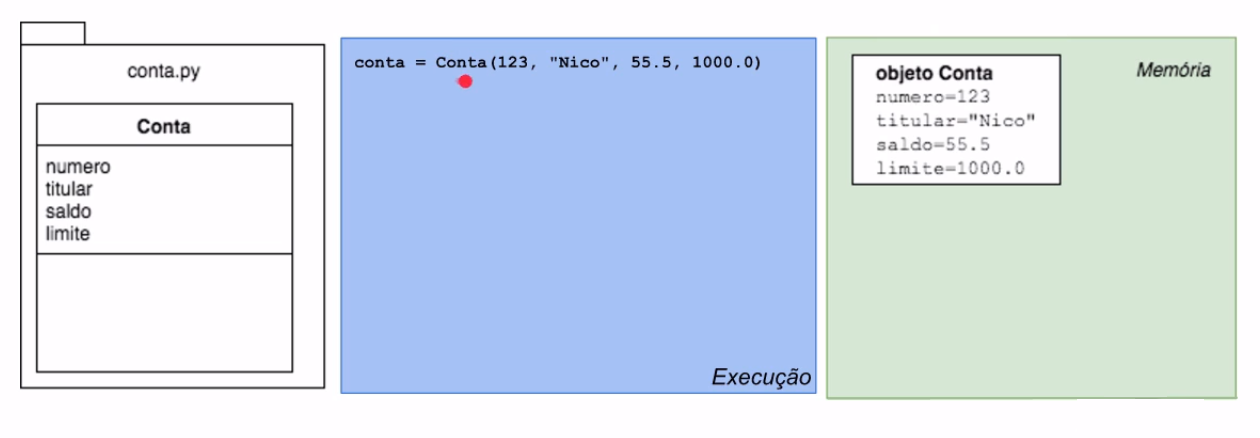 conta.py
Conta
numero
titular
saldo
limite
conta = Conta(123, "Nico", 55.5, 1000.0)
Execução
objeto Conta
numero=123
titular="Nico"
saldo=55.5
limite=1000.0
Memória